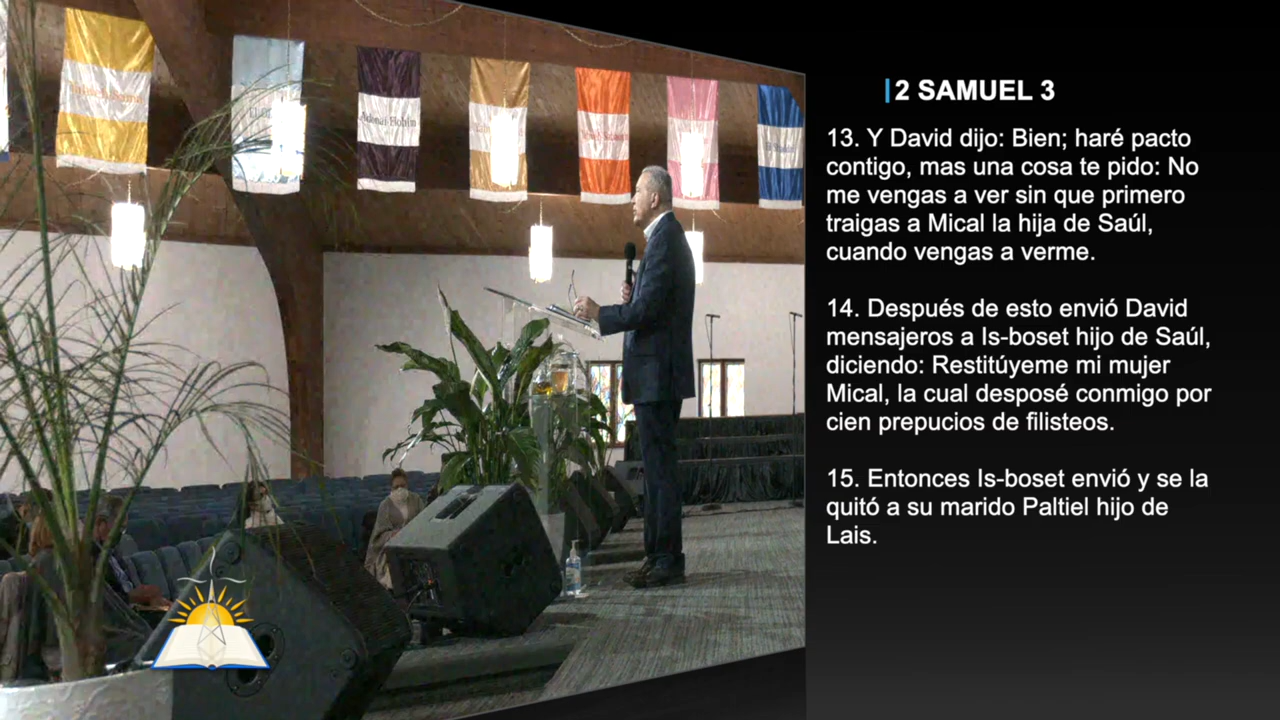 Adonai Hohim
2 SAMUEL 3
13. Y David dijo: Bien; haré pacto
contigo, mas una cosa te pido: No
me vengas a ver sin que primero
traigas a Mical la hija de Saúl,
cuando vengas a verme.
14. Después de esto envió David
mensajeros a Is-boset hijo de Saúl,
diciendo: Restitúyeme mi mujer
Mical, la cual desposé conmigo por
cien prepucios de filisteos.
15. Entonces Is-boset envió y se la
quitó a su marido Paltiel hijo de
Lais.